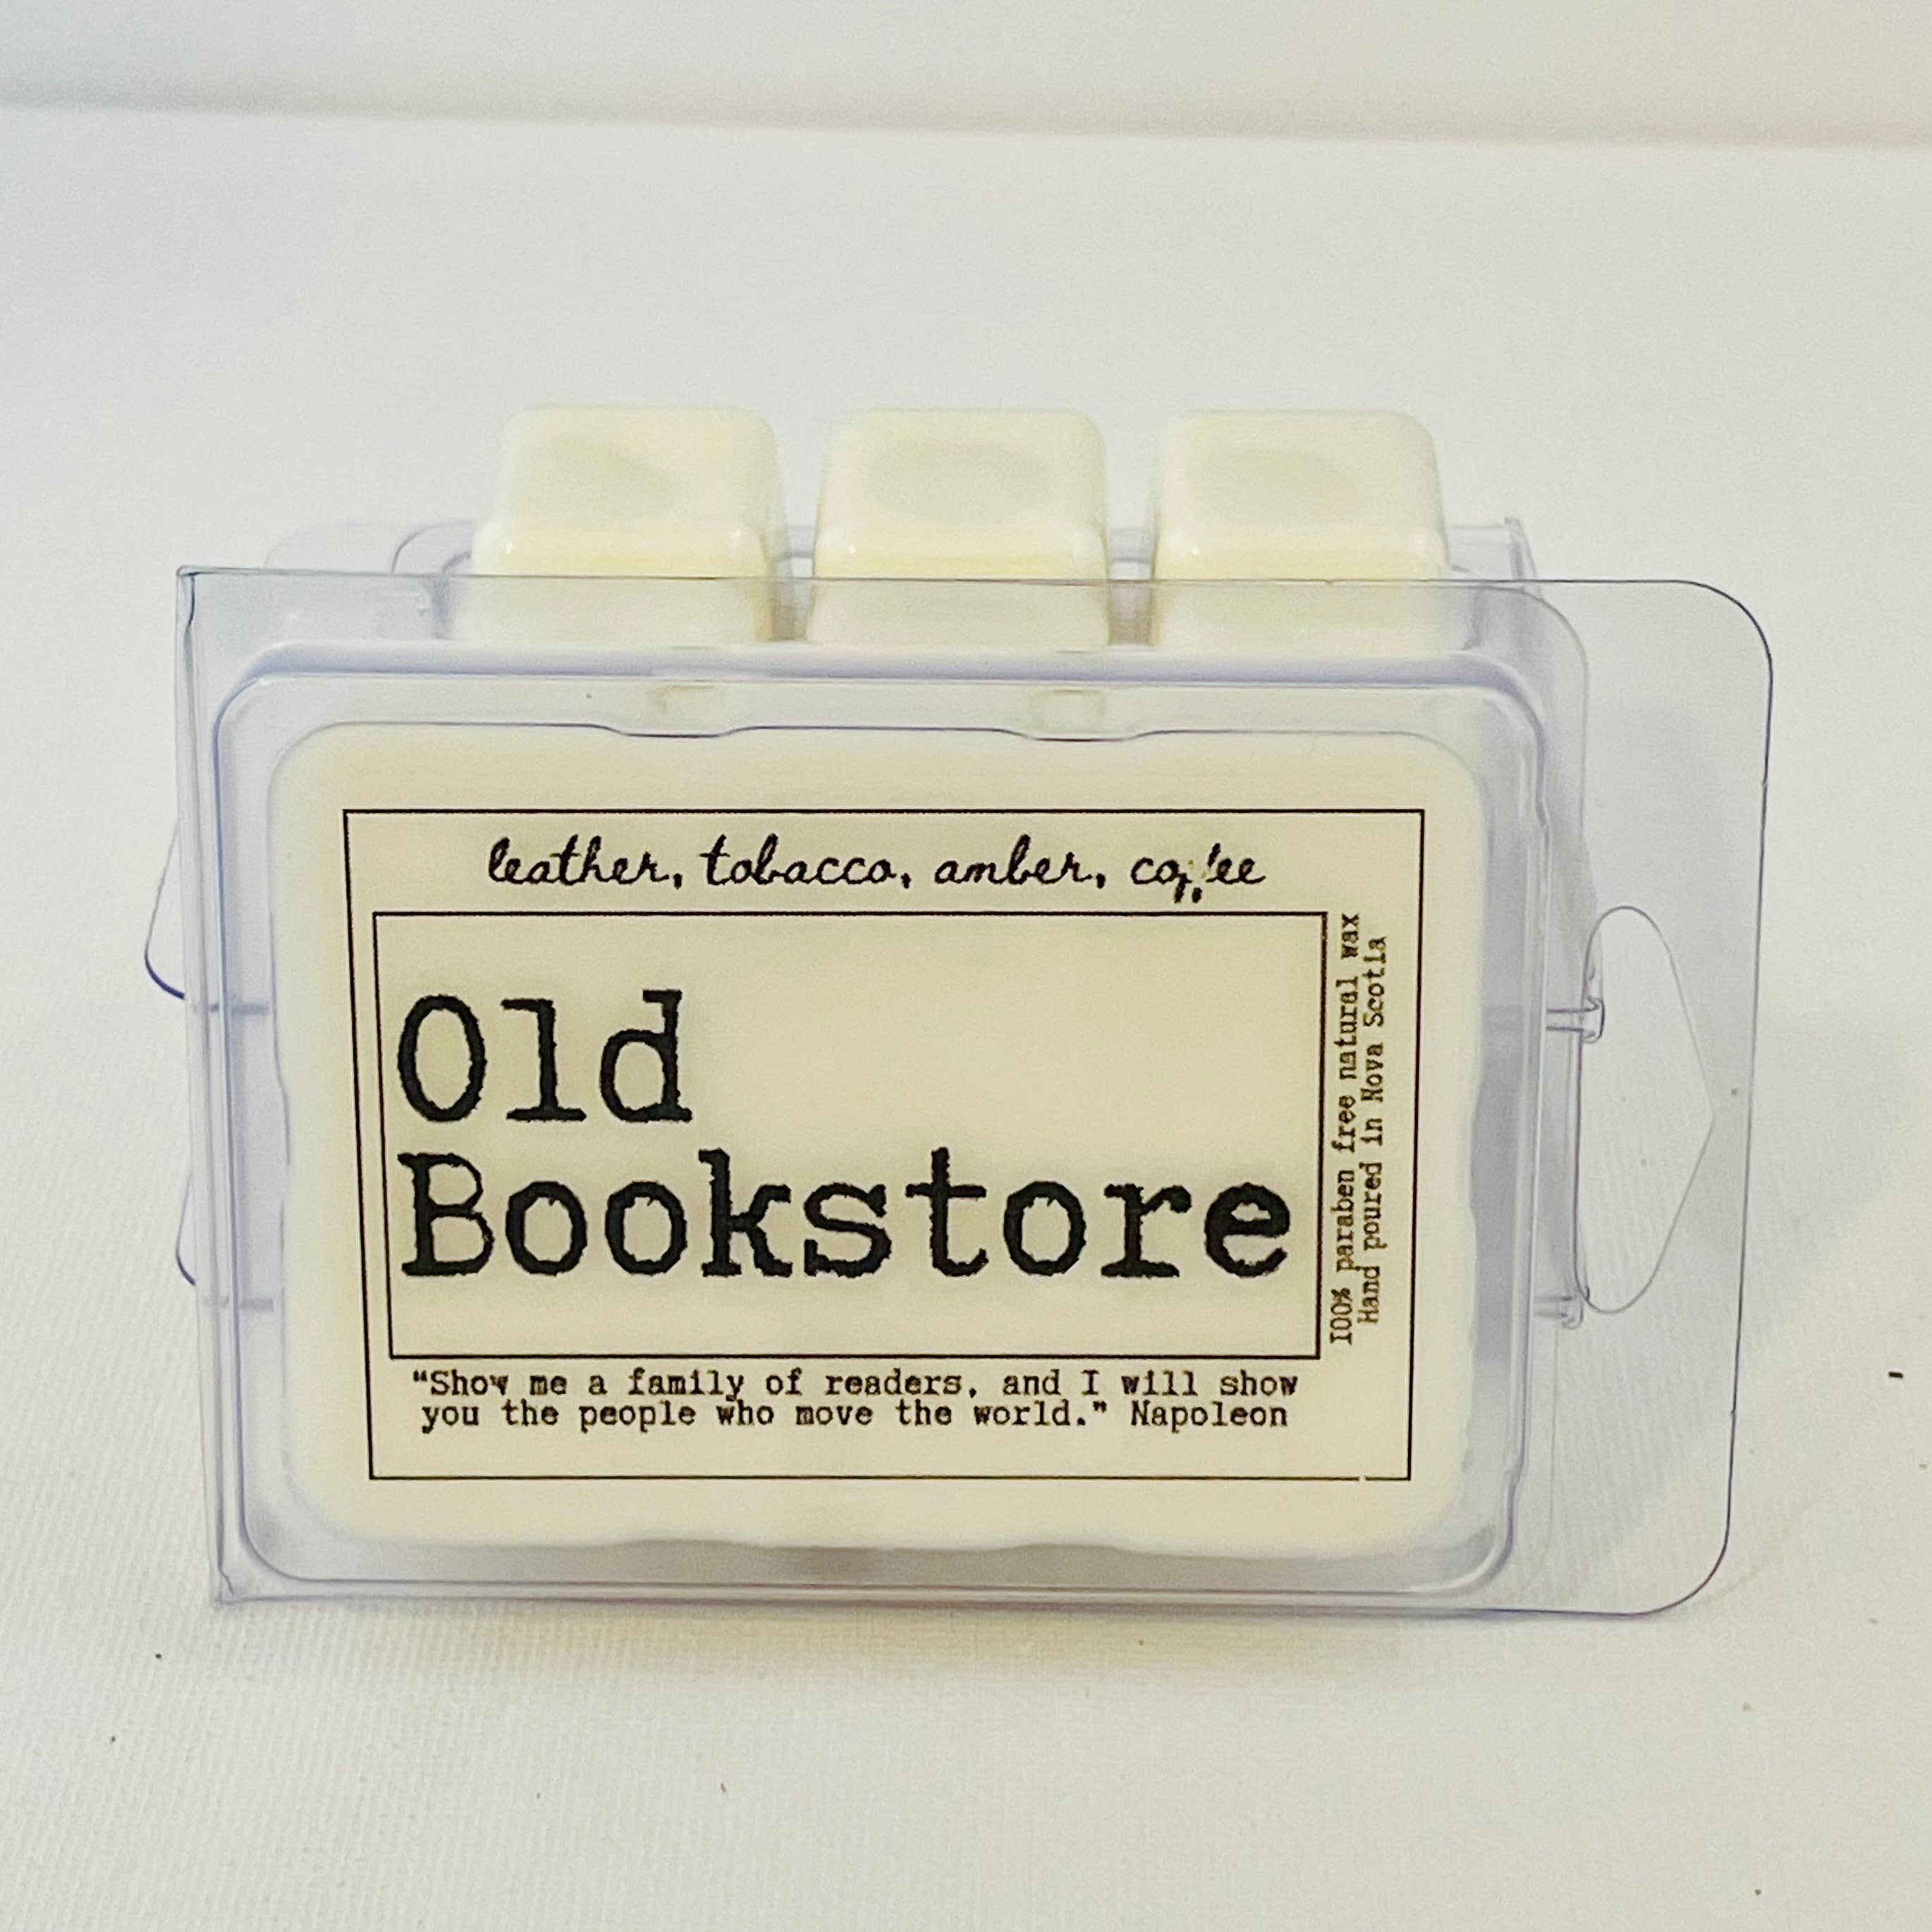 leather, tobacco, amber, coffee
Old
Bookstore
100% paraben free natural wax
Hand poured in Nova Scotia
“Show me a family of readers, and I will show
you the people who move the world.” Napoleon